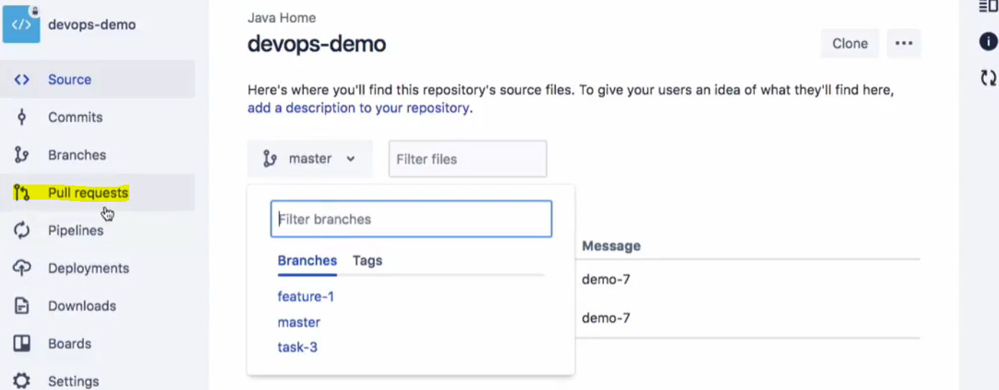 devops-demo
Source
Commits
Branches
Pull requests
Pipelines
Deployments
Downloads
Boards
Settings
Java Home
devops-demo
Clone
Here's where you'll find this repository's source files. To give your users an idea of what they'll find here,
add a description to your repository.
master
Filter files
Filter branches
Branches Tags
feature-1
master
task-3
Message
demo-7
demo-7